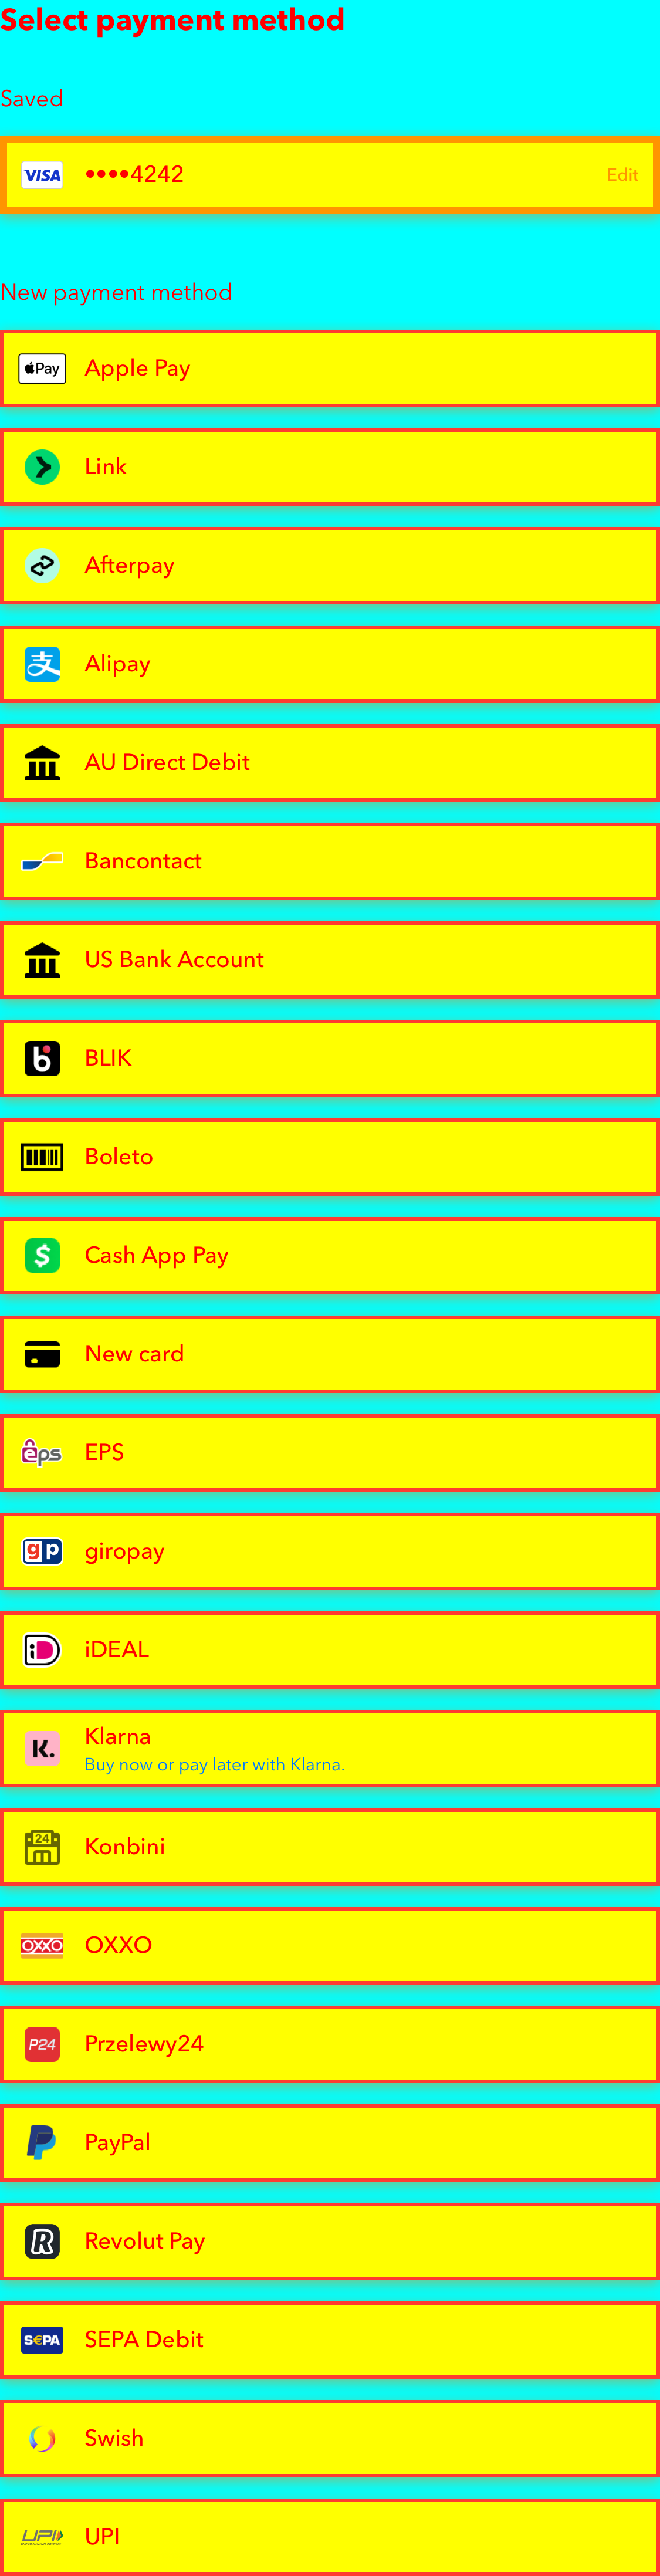 Select payment method
Saved
VISA ••••4242 Edit
New payment method
Pay Apple Pay
Link
Afterpay
支 Alipay
AU Direct Debit
Bancontact
US Bank Account
b BLIK
Boleto
$ Cash App Pay
New card
eps EPS
gp giropay
iD iDEAL
K. Klarna
Buy now or pay later with Klarna.
24 Konbini
OXXO OXXO
P24 Przelewy24
PayPal
R Revolut Pay
S€PA SEPA Debit
Swish
UPI UPI